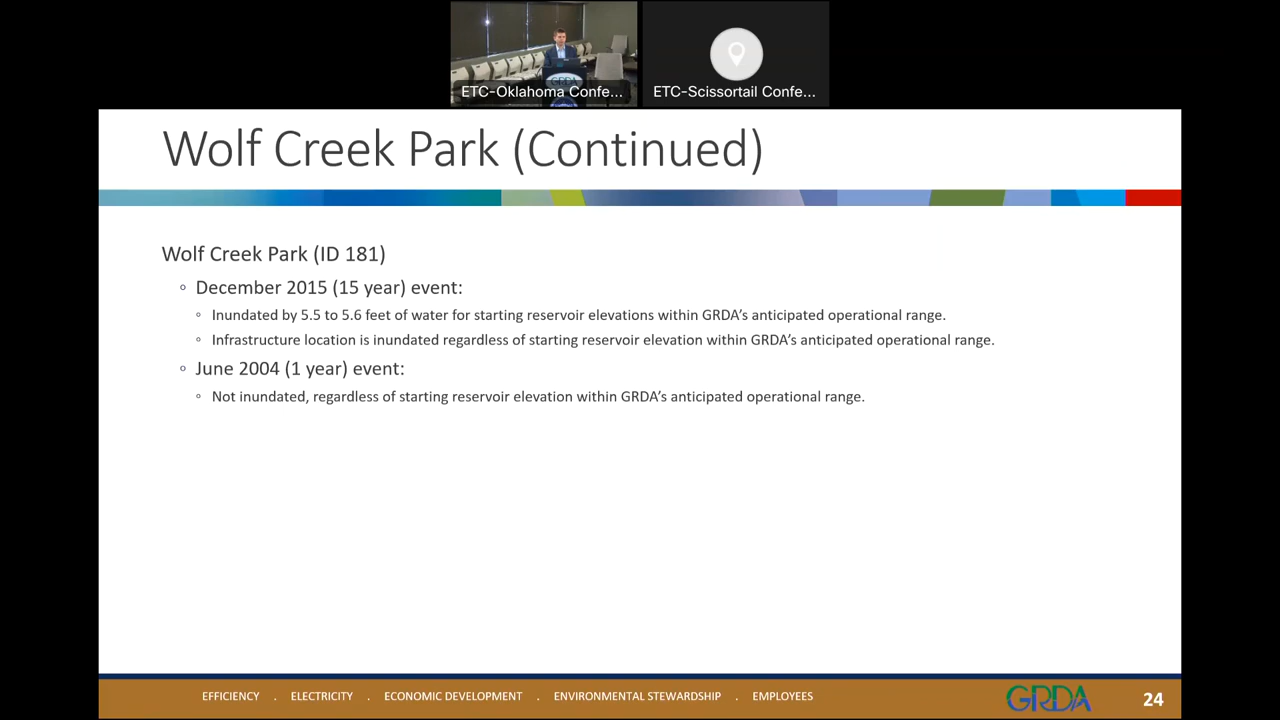 GRDA
ETC-Oklahoma Confe...
ETC-Scissortail Confe...
Wolf Creek Park (Continued)
Wolf Creek Park (ID 181)
◦ December 2015 (15 year) event:
◦ Inundated by 5.5 to 5.6 feet of water for starting reservoir elevations within GRDA’s anticipated operational range.
◦ Infrastructure location is inundated regardless of starting reservoir elevation within GRDA’s anticipated operational range.
◦ June 2004 (1 year) event:
◦ Not inundated, regardless of starting reservoir elevation within GRDA’s anticipated operational range.
EFFICIENCY . ELECTRICITY . ECONOMIC DEVELOPMENT . ENVIRONMENTAL STEWARDSHIP . EMPLOYEES
GRDA
24